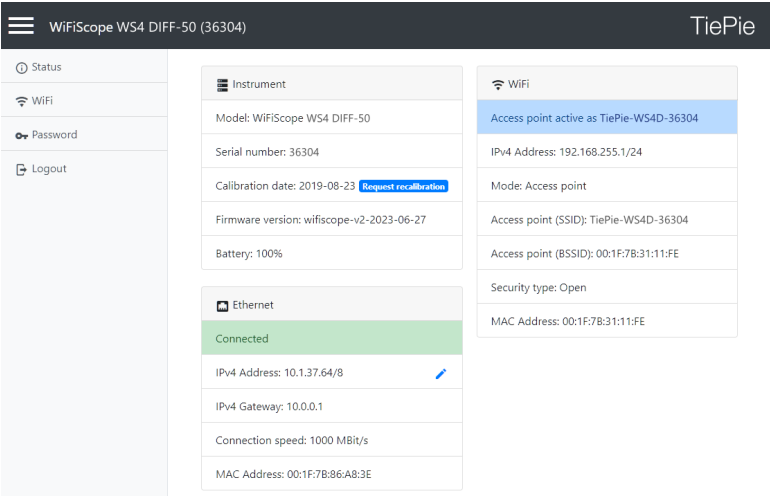 WiFiScope WS4 DIFF-50 (36304)
TiePie
Status
WiFi
Password
Logout
Instrument
Model: WiFiScope WS4 DIFF-50
Serial number: 36304
Calibration date: 2019-08-23 Request recalibration
Firmware version: wifiscope-v2-2023-06-27
Battery: 100%
Ethernet
Connected
IPv4 Address: 10.1.37.64/8
IPv4 Gateway: 10.0.0.1
Connection speed: 1000 MBit/s
MAC Address: 00:1F:7B:86:A8:3E
WiFi
Access point active as TiePie-WS4D-36304
IPv4 Address: 192.168.255.1/24
Mode: Access point
Access point (SSID): TiePie-WS4D-36304
Access point (BSSID): 00:1F:7B:31:11:FE
Security type: Open
MAC Address: 00:1F:7B:31:11:FE